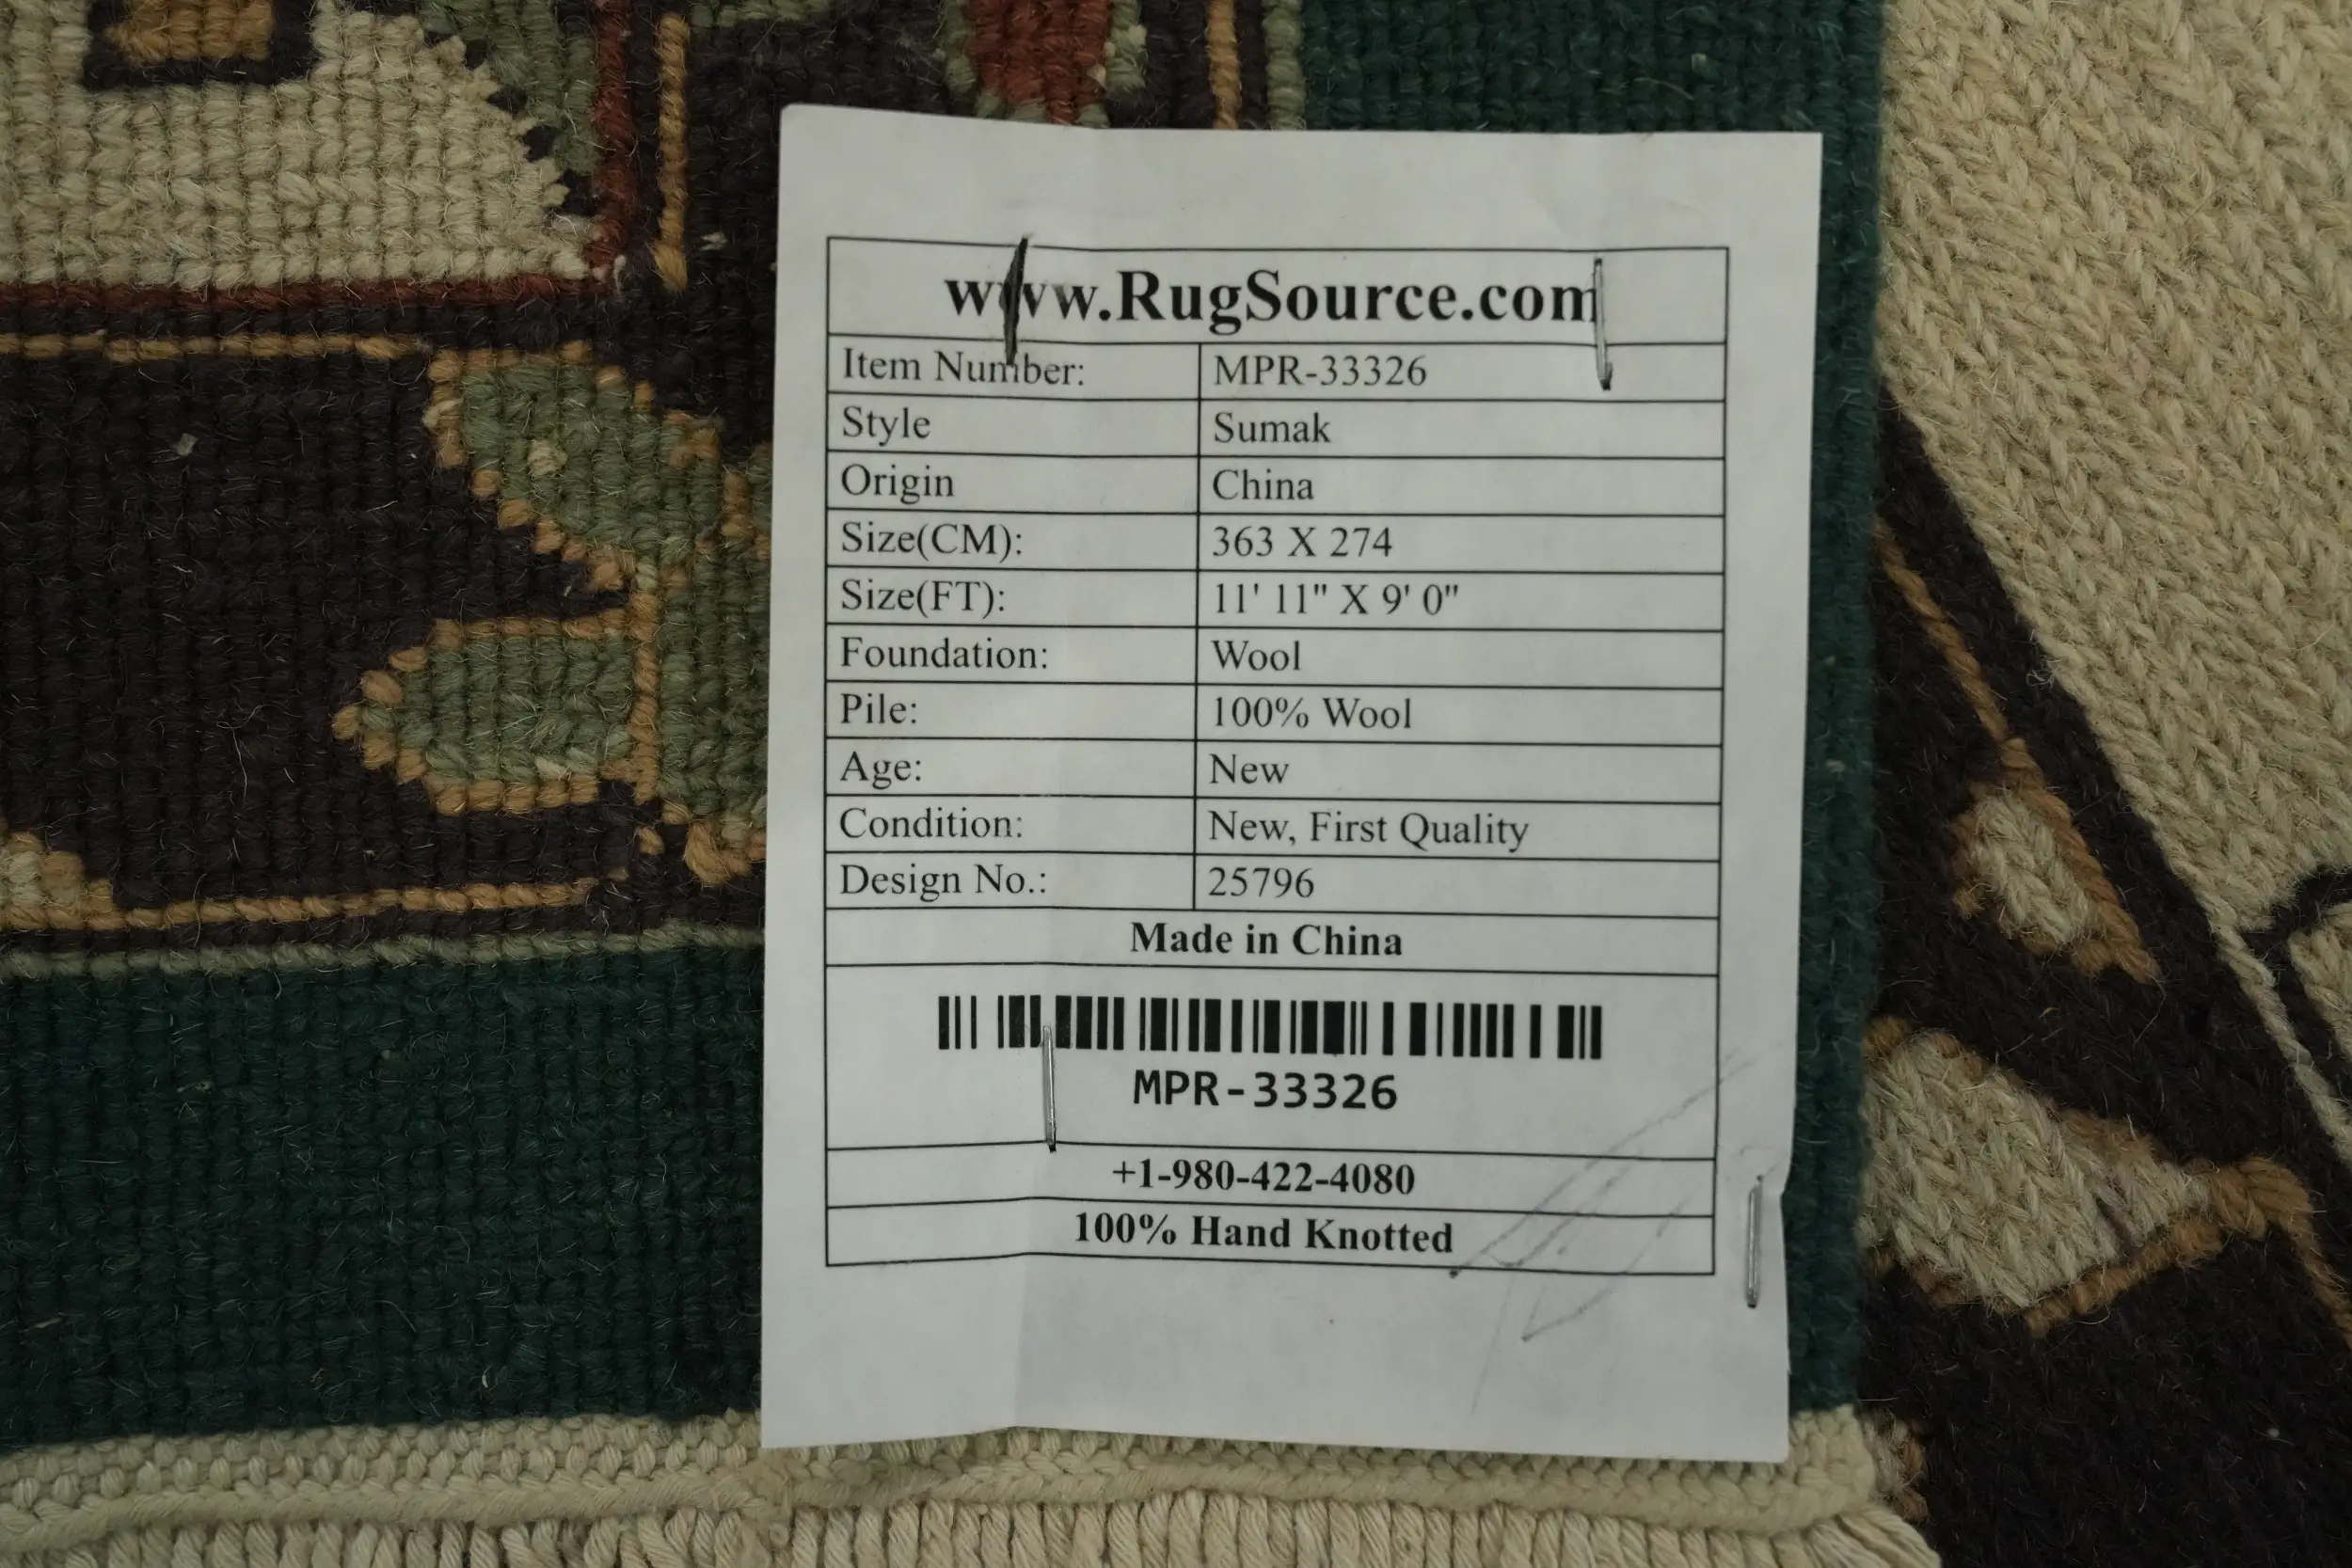 www.RugSource.com
Item Number: MPR-33326
Style Sumak
Origin China
Size(CM): 363 X 274
Size(FT): 11' 11" X 9' 0"
Foundation: Wool
Pile: 100% Wool
Age: New
Condition: New, First Quality
Design No.: 25796
Made in China
MPR-33326
+1-980-422-4080
100% Hand Knotted